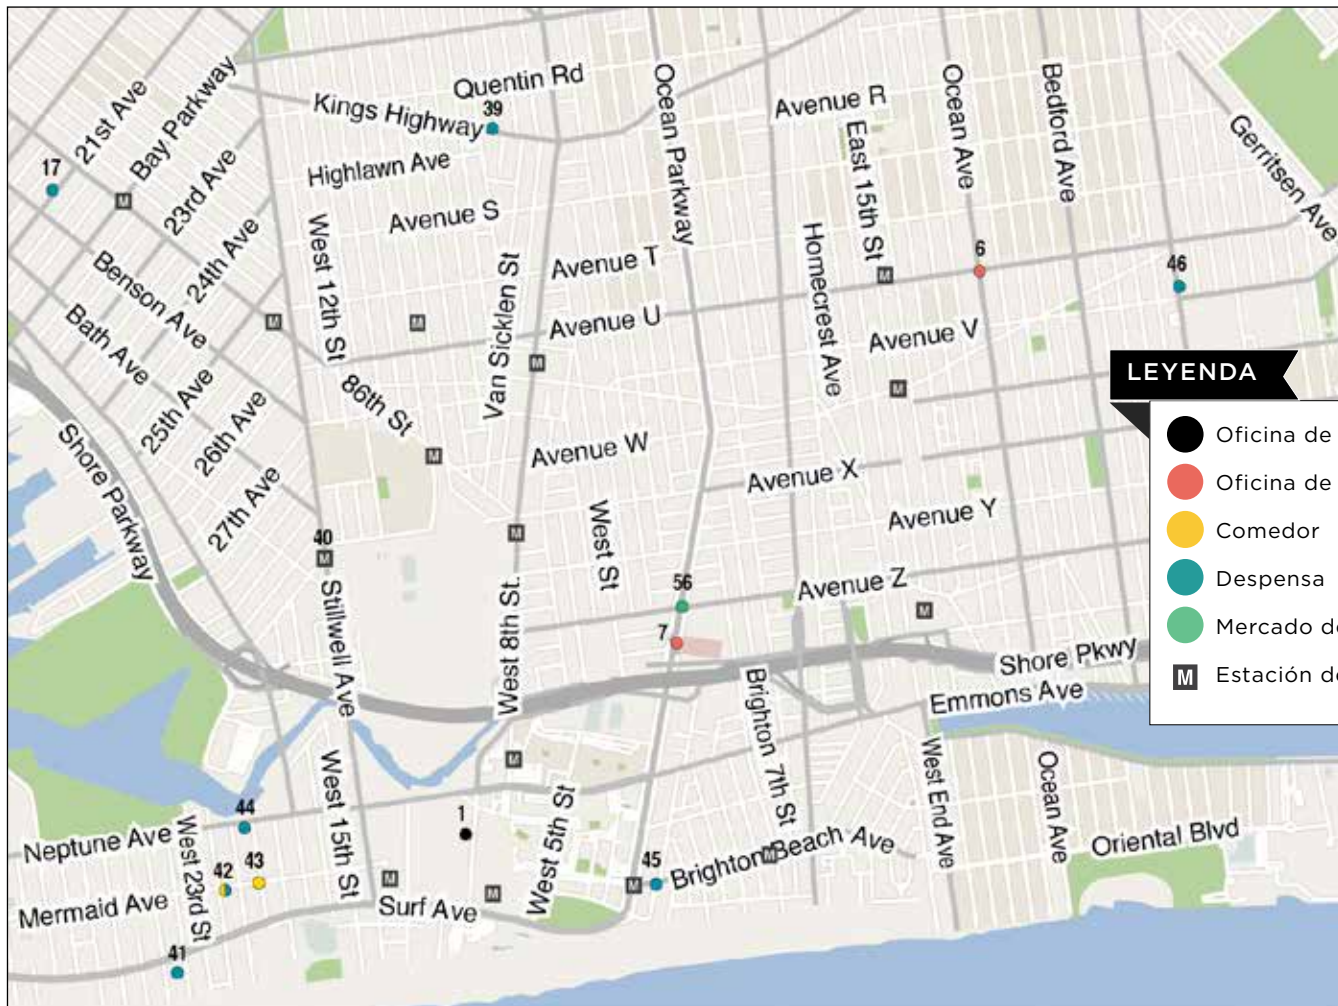 Quentin Rd
Ocean Parkway
Ocean Ave
Bedford Ave
21st Ave
Bay Parkway
Kings Highway
39
Avenue R
East 15th St
Gerritsen Ave
17
23rd Ave
Highlawn Ave
Avenue S
24th Ave
West 12th St
Van Sicklen St
Avenue T
Homecrest Ave
6
46
M
M
Benson Ave
Bath Ave
M
M
Avenue U
Avenue V
M
25th Ave
86th St
M
LEYENDA
Oficina de
Oficina de
Comedor
Despensa
Mercado de
M Estación de
26th Ave
Shore Parkway
M
Avenue W
Avenue X
27th Ave
West St
Avenue Y
40
M
M
Stillwell Ave
West 8th St.
56
Avenue Z
M
7
Shore Pkwy
Brighton 7th St
Emmons Ave
M
West 15th St
West 5th St
West End Ave
Ocean Ave
44
1
Neptune Ave
West 23rd St
42
43
45
M
Brighton Beach Ave
M
Oriental Blvd
M
M
Mermaid Ave
Surf Ave
41